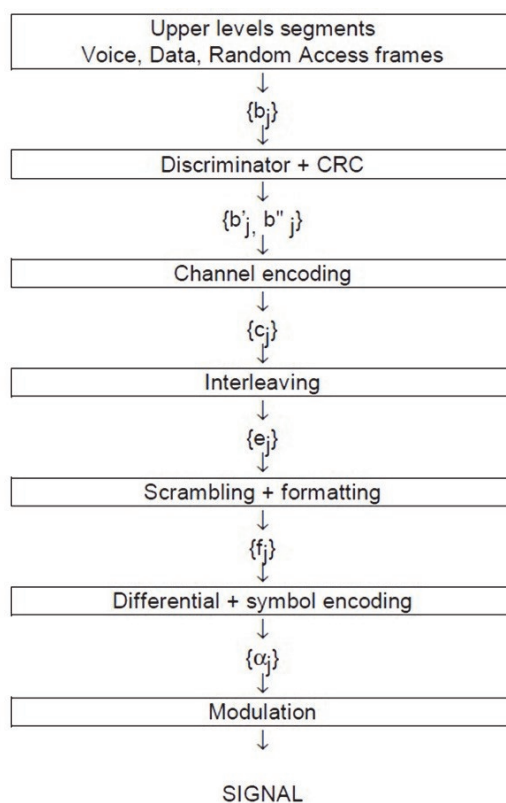 Upper levels segments
Voice, Data, Random Access frames
↓
{bj}
↓
Discriminator + CRC
↓
{b'j, b" j}
↓
Channel encoding
↓
{cj}
↓
Interleaving
↓
{ej}
↓
Scrambling + formatting
↓
{fj}
↓
Differential + symbol encoding
↓
{αj}
↓
Modulation
↓
SIGNAL